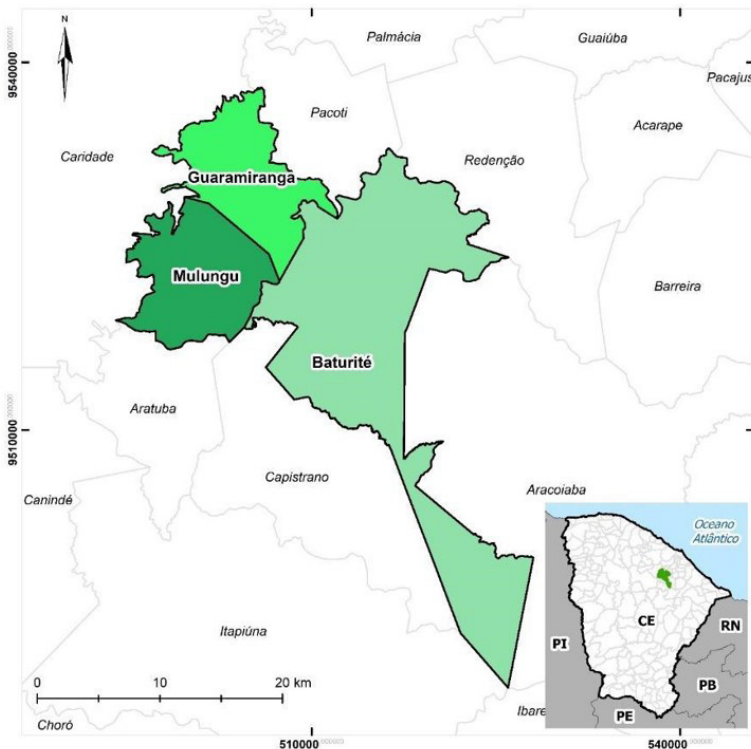 N
Palmácia
Guaiúba
9540000
Pacajus
Pacoti
Acarape
Caridade
Redenção
Guaramiranga
Mulungu
Barreira
Baturité
Aratuba
9510000
Capistrano
Aracoiaba
Canindé
Oceano
Atlântico
CE
RN
Itapiúna
PI
PB
0 10 20 km
Ibare
PE
Choró
510000
540000